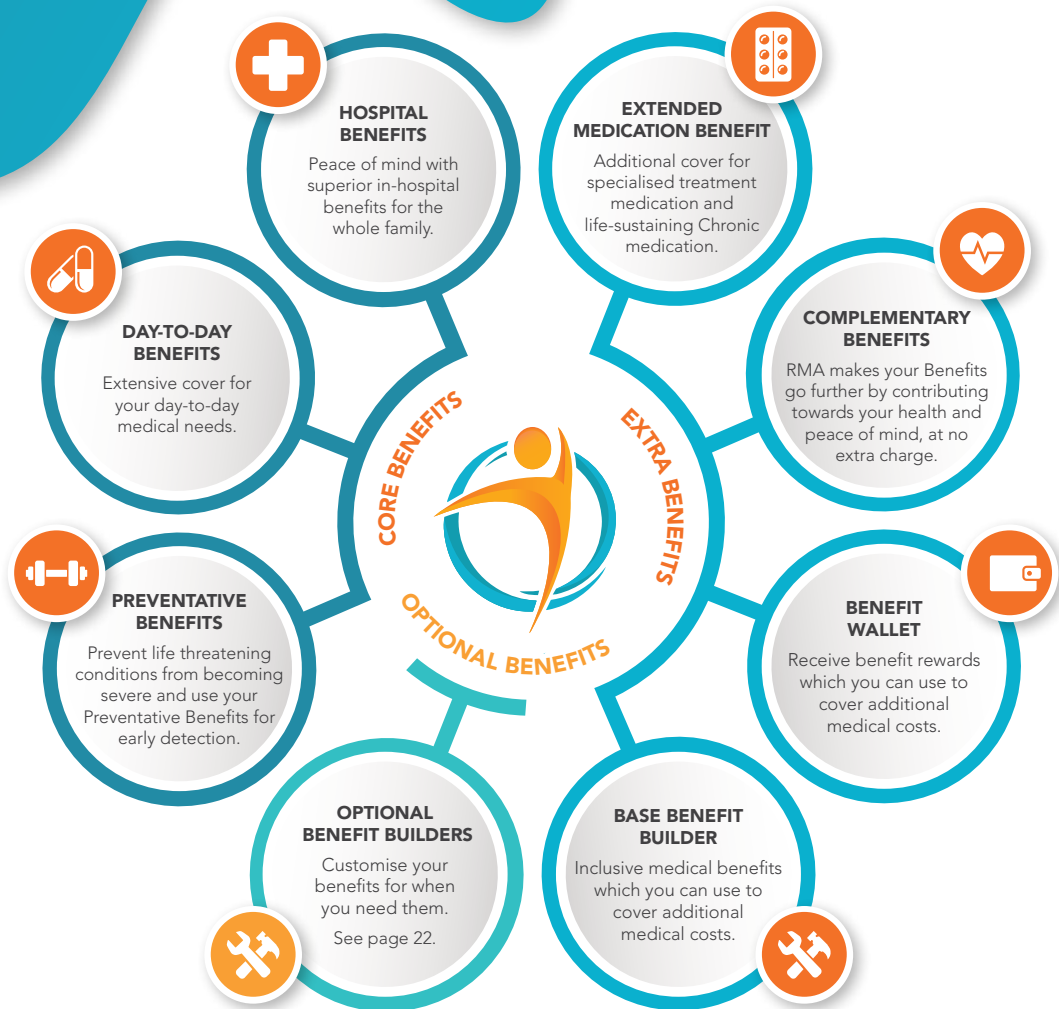 HOSPITAL
BENEFITS
Peace of mind with
superior in-hospital
benefits for the
whole family.
EXTENDED
MEDICATION BENEFIT
Additional cover for
specialised treatment
medication and
life-sustaining Chronic
medication.
DAY-TO-DAY
BENEFITS
Extensive cover for
your day-to-day
medical needs.
COMPLEMENTARY
BENEFITS
RMA makes your Benefits
go further by contributing
towards your health and
peace of mind, at no
extra charge.
CORE BENEFITS
EXTRA BENEFITS
OPTIONAL BENEFITS
PREVENTATIVE
BENEFITS
Prevent life threatening
conditions from becoming
severe and use your
Preventative Benefits for
early detection.
BENEFIT
WALLET
Receive benefit rewards
which you can use to
cover additional
medical costs.
OPTIONAL
BENEFIT BUILDERS
Customise your
benefits for when
you need them.
See page 22.
BASE BENEFIT
BUILDER
Inclusive medical benefits
which you can use to
cover additional
medical costs.